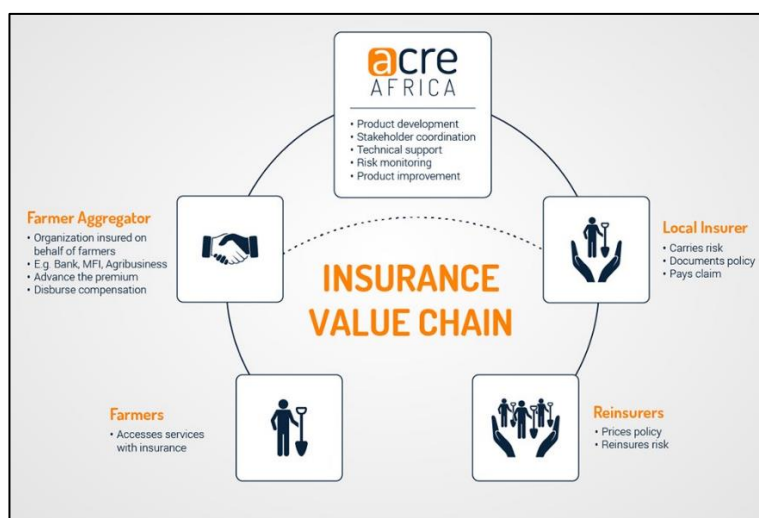 acre
AFRICA
• Product development
• Stakeholder coordination
• Technical support
• Risk monitoring
• Product improvement
Farmer Aggregator
• Organization insured on
behalf of farmers
• E.g. Bank, MFI, Agribusiness
• Advance the premium
• Disburse compensation
Local Insurer
• Carries risk
• Documents policy
• Pays claim
INSURANCE
VALUE CHAIN
Farmers
• Accesses services
with insurance
Reinsurers
• Prices policy
• Reinsures risk